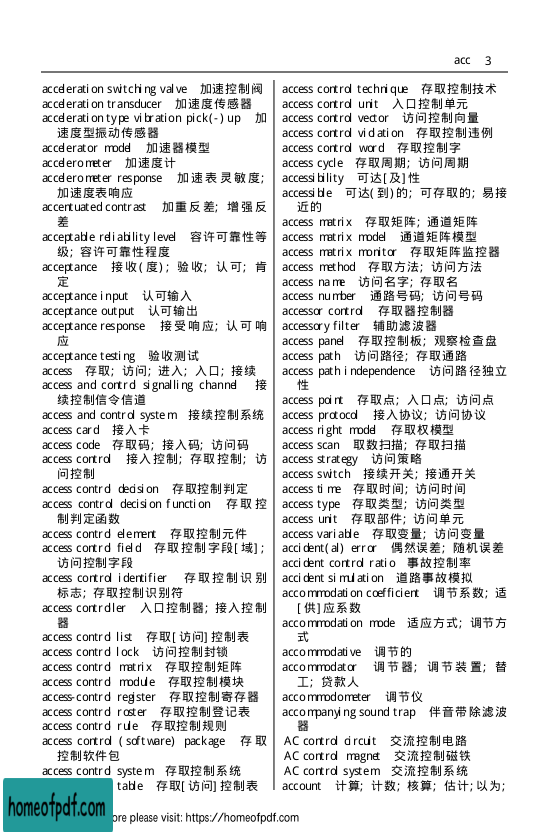 acc 3
acceleration switching valve 加速控制阀
acceleration transducer 加速度传感器
acceleration type vibration pick(-) up 加
速度型振动传感器
accelerator model 加速器模型
accelerometer 加速度计
accelerometer response 加速表灵敏度;
加速度表响应
accentuated contrast 加重反差; 增强反
差
acceptable reliability level 容许可靠性等
级; 容许可靠性程度
acceptance 接收(度); 验收; 认可; 肯
定
acceptance input 认可输入
acceptance output 认可输出
acceptance response 接受响应; 认可响
应
acceptance testing 验收测试
access 存取; 访问; 进入; 入口; 接续
access and control signalling channel 接
续控制信令信道
access and control system 接续控制系统
access card 接入卡
access code 存取码; 接入码; 访问码
access control 接入控制; 存取控制; 访
问控制
access control decision 存取控制判定
access control decision function 存取控
制判定函数
access control element 存取控制元件
access control field 存取控制字段[域];
访问控制字段
access control identifier 存取控制识别
标志; 存取控制识别符
access controller 入口控制器; 接入控制
器
access control list 存取[访问]控制表
access control lock 访问控制封锁
access control matrix 存取控制矩阵
access control module 存取控制模块
access-control register 存取控制寄存器
access control roster 存取控制登记表
access control rule 存取控制规则
access control (software) package 存取
控制软件包
access control system 存取控制系统
table 存取[访问]控制表
access control technique 存取控制技术
access control unit 入口控制单元
access control vector 访问控制向量
access control violation 存取控制违例
access control word 存取控制字
access cycle 存取周期; 访问周期
accessibility 可达[及]性
accessible 可达(到)的; 可存取的; 易接
近的
access matrix 存取矩阵; 通道矩阵
access matrix model 通道矩阵模型
access matrix monitor 存取矩阵监控器
access method 存取方法; 访问方法
access name 访问名字; 存取名
access number 通路号码; 访问号码
accessor control 存取器控制器
accessory filter 辅助滤波器
access panel 存取控制板; 观察检查盘
access path 访问路径; 存取通路
access path independence 访问路径独立
性
access point 存取点; 入口点; 访问点
access protocol 接入协议; 访问协议
access right model 存取权模型
access scan 取数扫描; 存取扫描
access strategy 访问策略
access switch 接续开关; 接通开关
access time 存取时间; 访问时间
access type 存取类型; 访问类型
access unit 存取部件; 访问单元
access variable 存取变量; 访问变量
accident(al) error 偶然误差; 随机误差
accident control ratio 事故控制率
accident simulation 道路事故模拟
accommodation coefficient 调节系数; 适
[供]应系数
accommodation mode 适应方式; 调节方
式
accommodative 调节的
accommodator 调节器; 调节装置; 替
工; 贷款人
accommodometer 调节仪
accompanying sound trap 伴音带除滤波
器
AC control circuit 交流控制电路
AC control magnet 交流控制磁铁
AC control system 交流控制系统
account 计算; 计数; 核算; 估计; 以为;
homeofpdf.com
ore please visit: https://homeofpdf.com